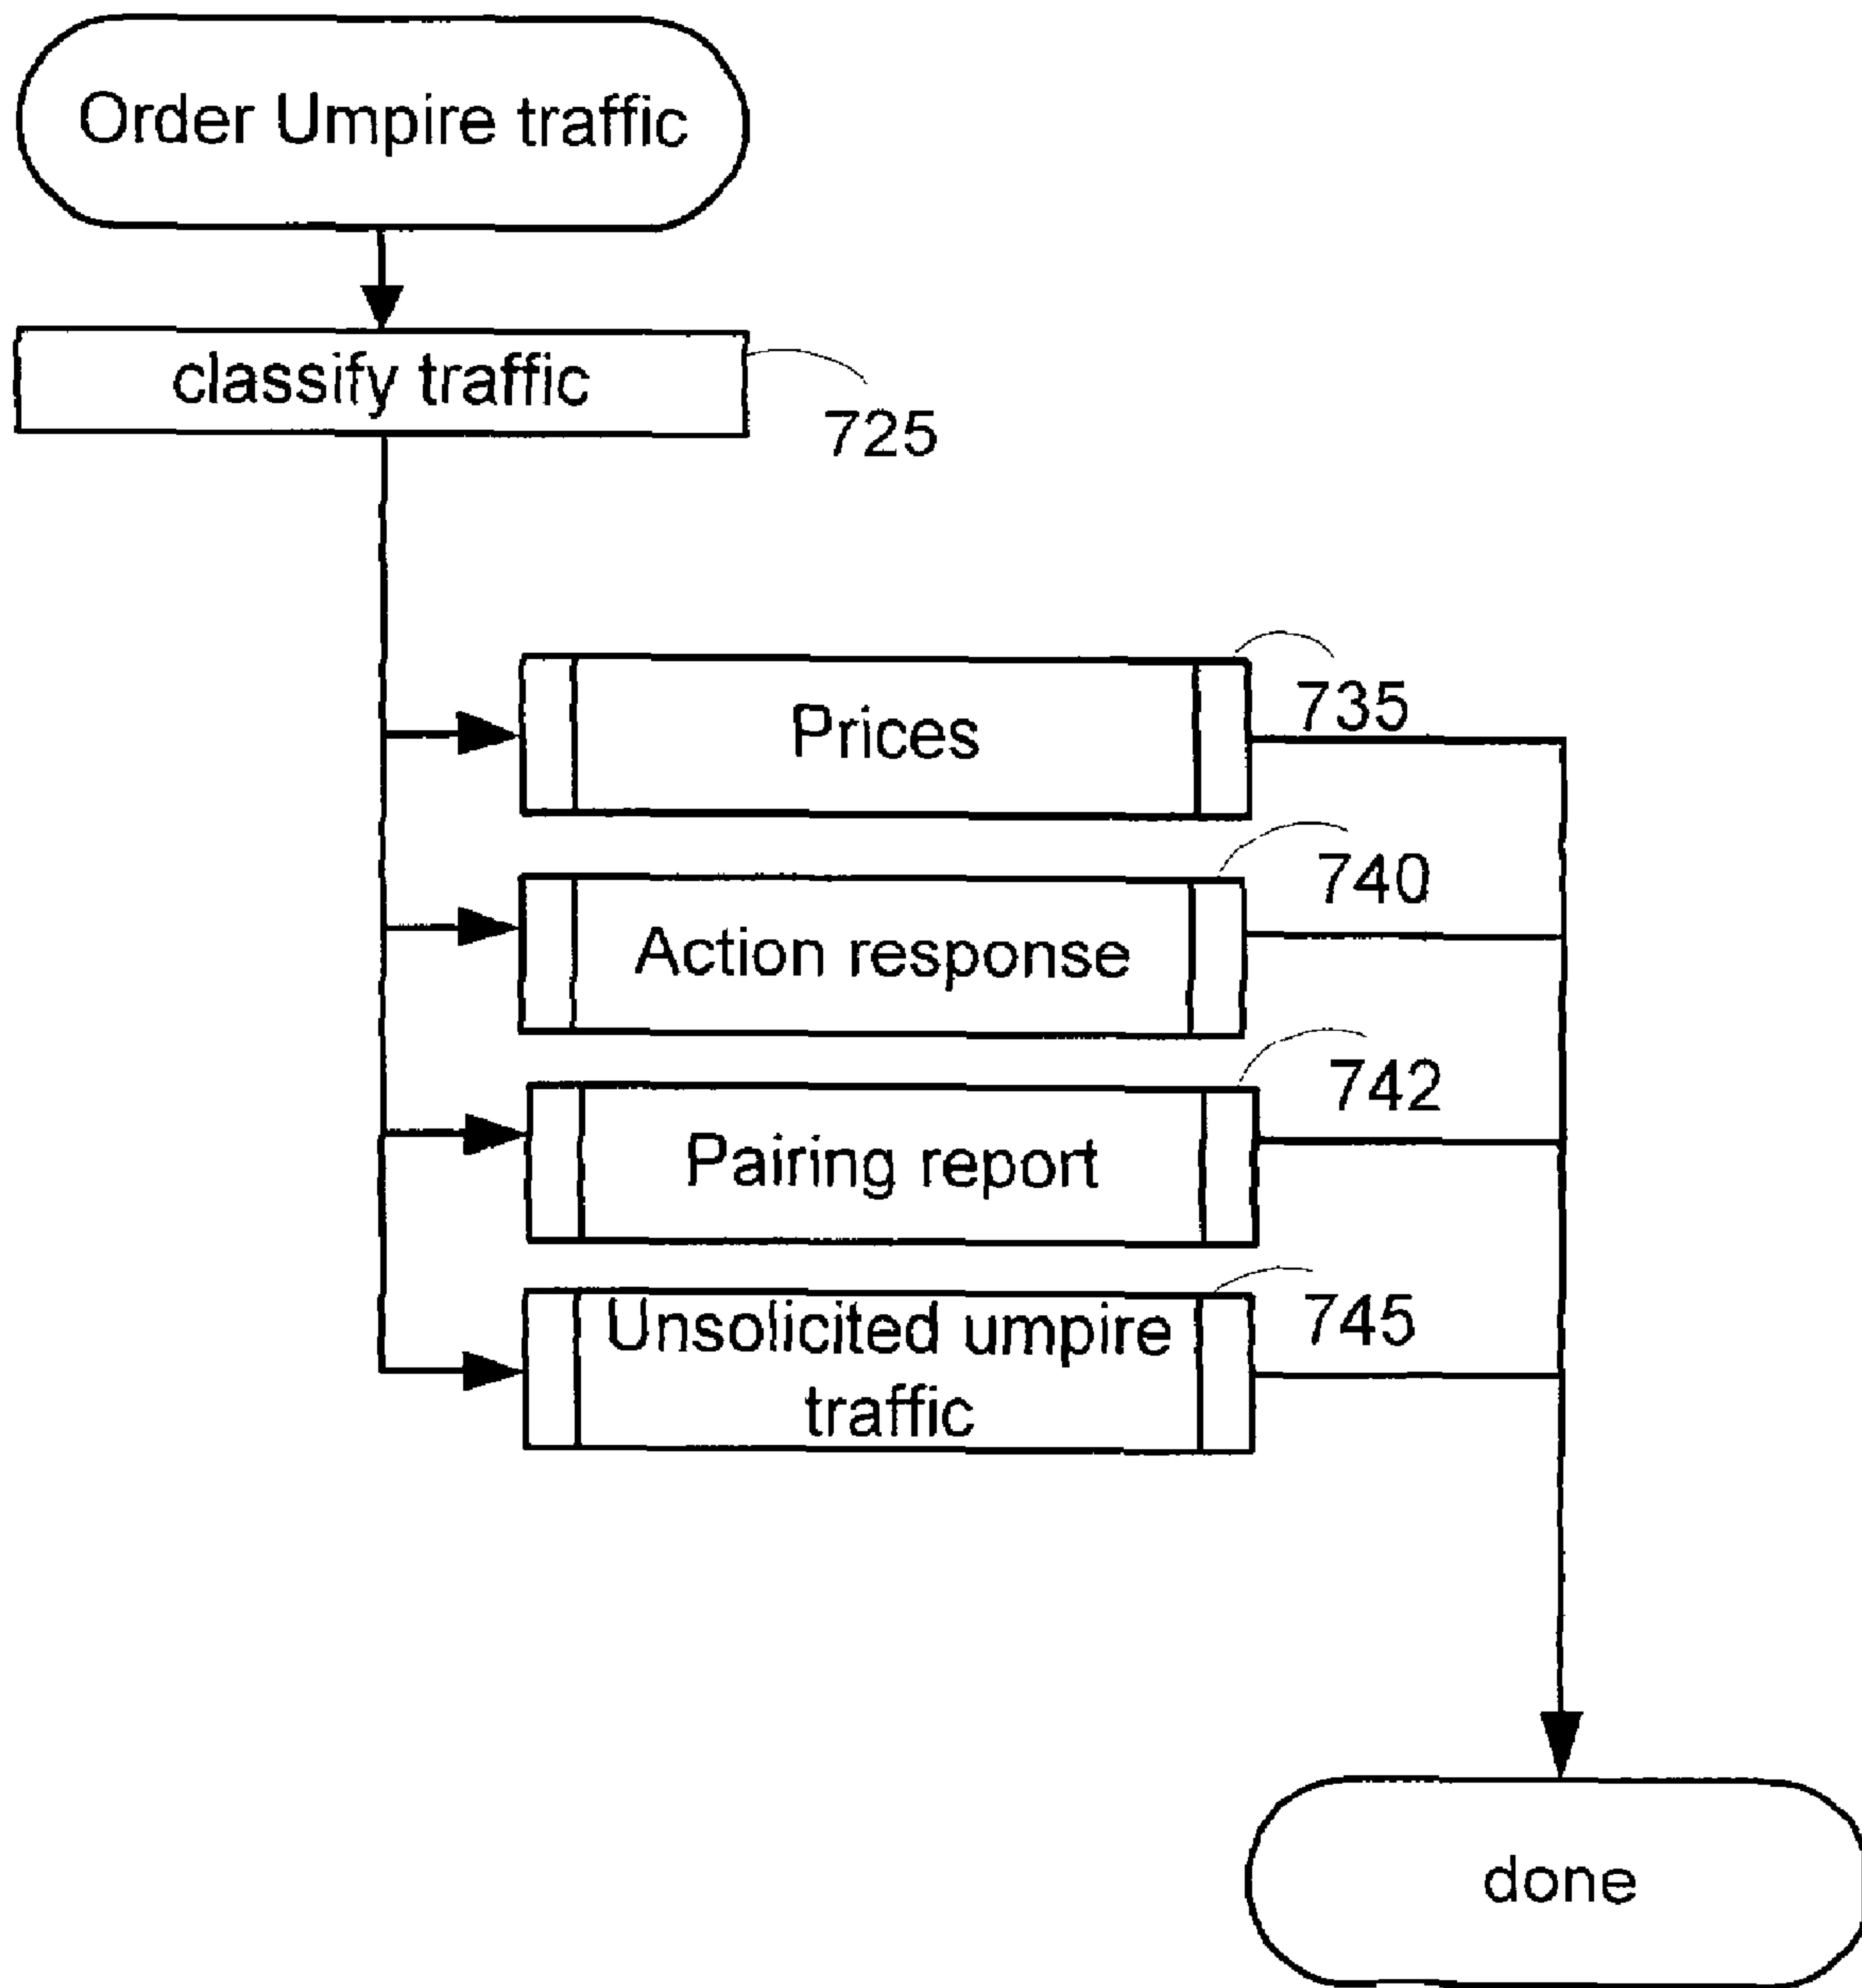 Order Umpire traffic
classify traffic
725
Prices
735
Action response
740
Pairing report
742
Unsolicited umpire
traffic
745
done